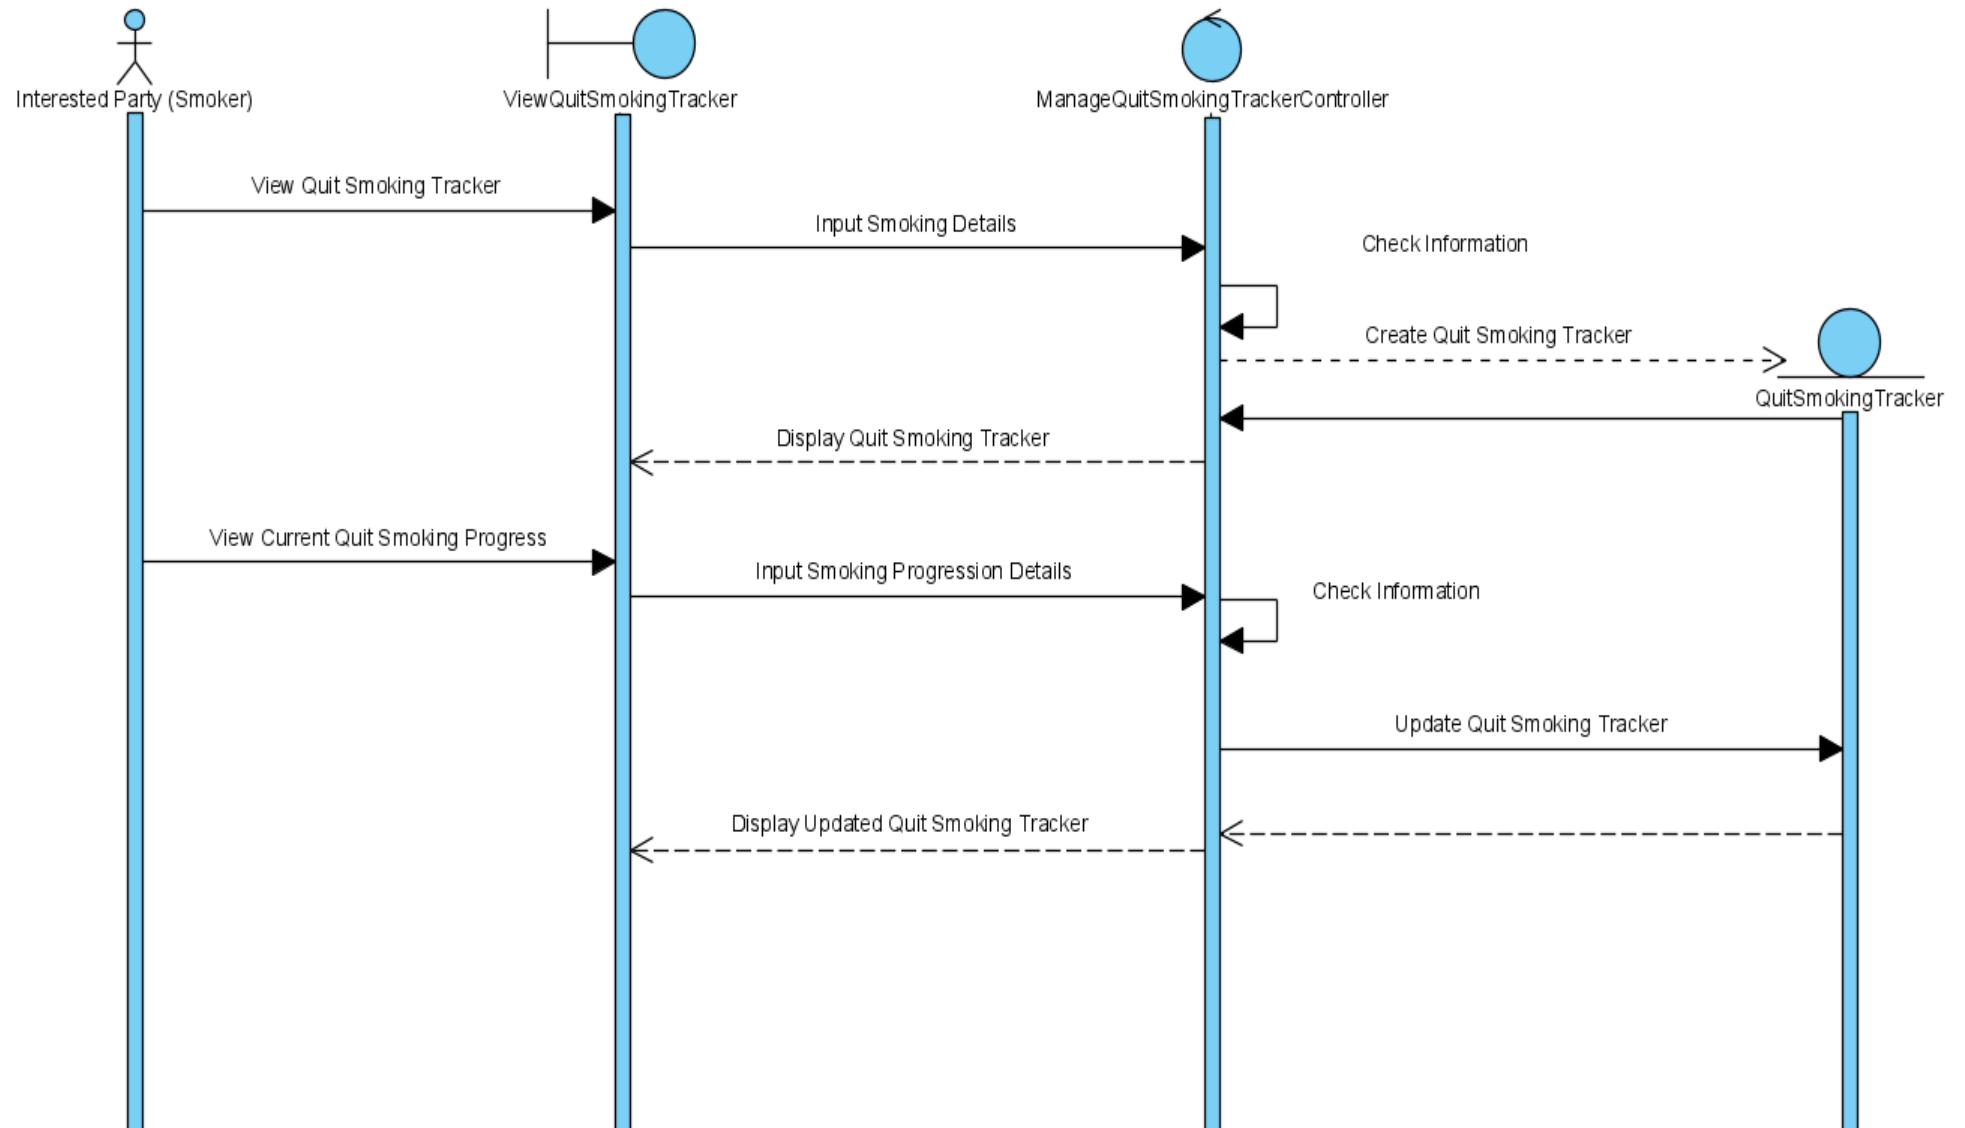 Interested Party (Smoker)
ViewQuitSmokingTracker
ManageQuitSmokingTrackerController
View Quit Smoking Tracker
Input Smoking Details
Check Information
Create Quit Smoking Tracker
QuitSmokingTracker
Display Quit Smoking Tracker
View Current Quit Smoking Progress
Input Smoking Progression Details
Check Information
Update Quit Smoking Tracker
Display Updated Quit Smoking Tracker